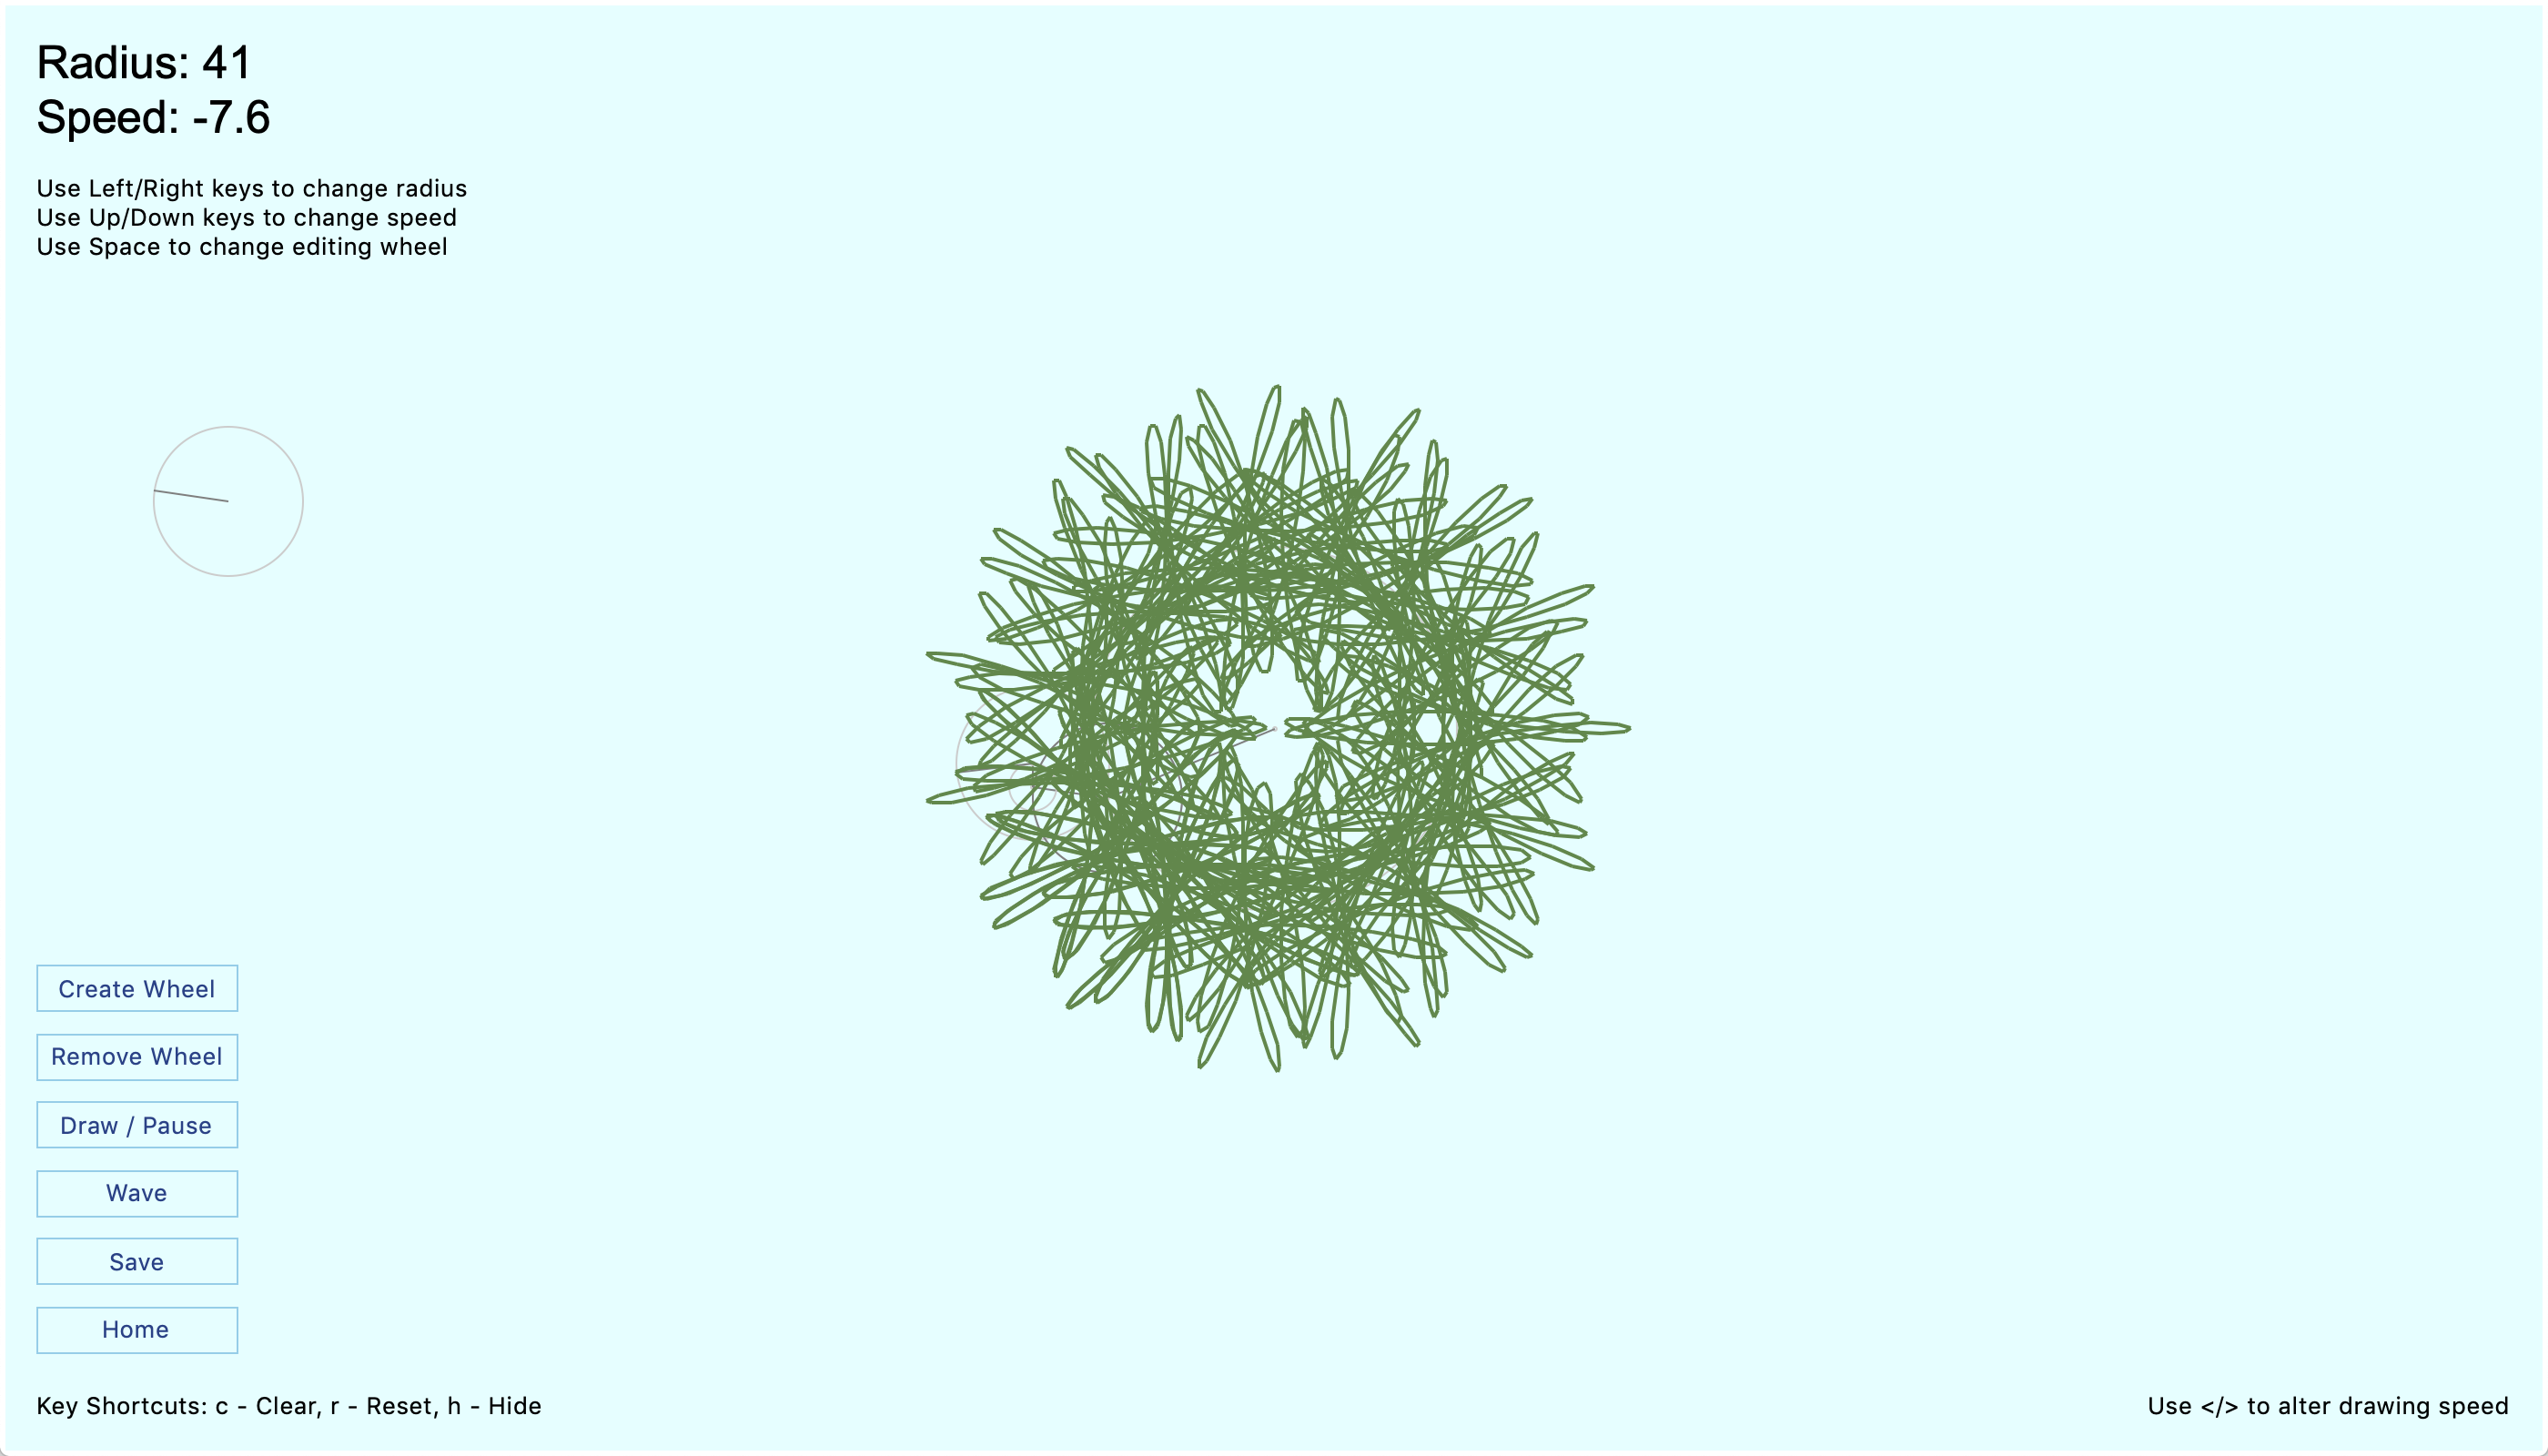 Radius: 41
Speed: -7.6
Use Left/Right keys to change radius
Use Up/Down keys to change speed
Use Space to change editing wheel
Create Wheel
Remove Wheel
Draw / Pause
Wave
Save
Home
Key Shortcuts: c - Clear, r - Reset, h - Hide
Use </> to alter drawing speed